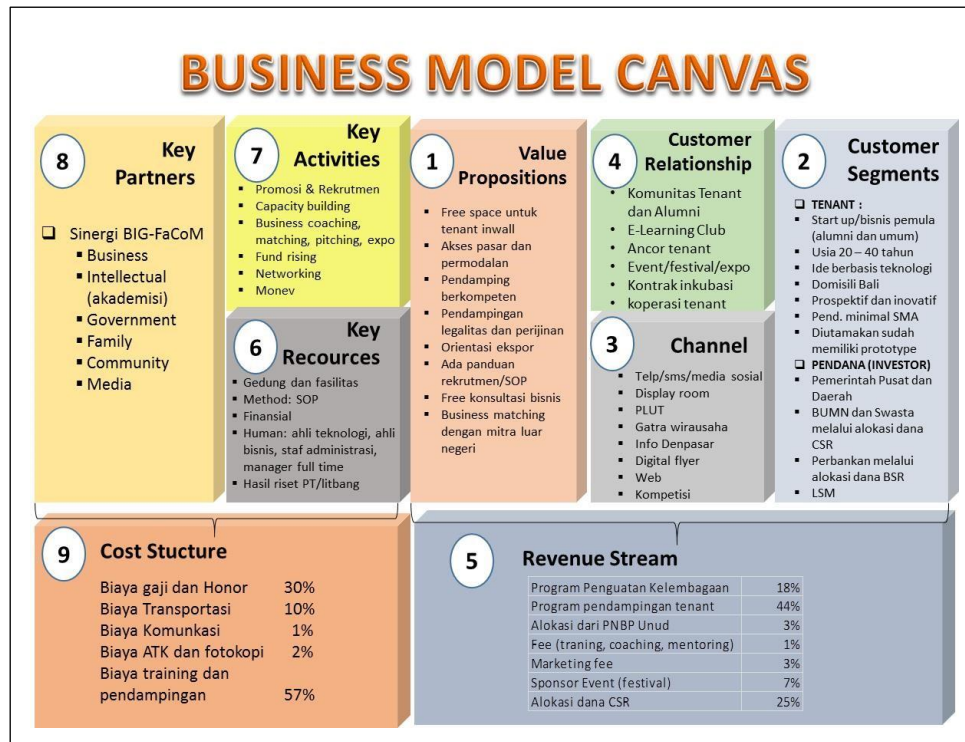 BUSINESS MODEL CANVAS
8
Key
Partners
❑ Sinergi BIG-FaCoM
▪ Business
▪ Intellectual
(akademisi)
▪ Government
▪ Family
▪ Community
▪ Media
7
Key
Activities
▪ Promosi & Rekrutmen
▪ Capacity building
▪ Business coaching,
matching, pitching, expo
▪ Fund rising
▪ Networking
▪ Monev
6
Key
Recources
▪ Gedung dan fasilitas
▪ Method: SOP
▪ Finansial
▪ Human: ahli teknologi, ahli
bisnis, staf administrasi,
manager full time
▪ Hasil riset PT/litbang
1
Value
Propositions
▪ Free space untuk
tenant inwall
▪ Akses pasar dan
permodalan
▪ Pendamping
berkompeten
▪ Pendampingan
legalitas dan perijinan
▪ Orientasi ekspor
▪ Ada panduan
rekrutmen/SOP
▪ Free konsultasi bisnis
▪ Business matching
dengan mitra luar
negeri
4
Customer
Relationship
• Komunitas Tenant
dan Alumni
• E-Learning Club
• Ancor tenant
• Event/festival/expo
• Kontrak inkubasi
• koperasi tenant
3
Channel
▪ Telp/sms/media sosial
▪ Display room
▪ PLUT
▪ Gatra wirausaha
▪ Info Denpasar
▪ Digital flyer
▪ Web
▪ Kompetisi
2
Customer
Segments
❑ TENANT :
▪ Start up/bisnis pemula
(alumni dan umum)
▪ Usia 20 – 40 tahun
▪ Ide berbasis teknologi
▪ Domisili Bali
▪ Prospektif dan inovatif
▪ Pend. minimal SMA
▪ Diutamakan sudah
memiliki prototype
❑ PENDANA (INVESTOR)
▪ Pemerintah Pusat dan
Daerah
▪ BUMN dan Swasta
melalui alokasi dana
CSR
▪ Perbankan melalui
alokasi dana BSR
▪ LSM
9
Cost Stucture
Biaya gaji dan Honor 30%
Biaya Transportasi 10%
Biaya Komunkasi 1%
Biaya ATK dan fotokopi 2%
Biaya training dan
pendampingan 57%
5
Revenue Stream
Program Penguatan Kelembagaan 18%
Program pendampingan tenant 44%
Alokasi dari PNBP Unud 3%
Fee (traning, coaching, mentoring) 1%
Marketing fee 3%
Sponsor Event (festival) 7%
Alokasi dana CSR 25%